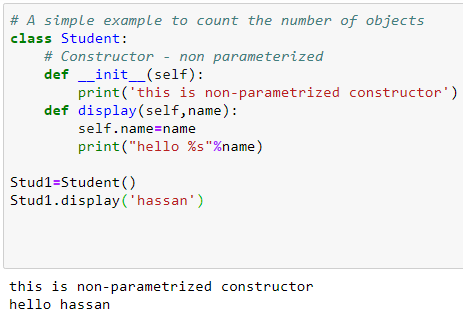 # A simple example to count the number of objects
class Student:
    # Constructor - non parameterized
    def __init__(self):
        print('this is non-parametrized constructor')
    def display(self,name):
        self.name=name
        print("hello %s"%name)

Stud1=Student()
Stud1.display('hassan')

this is non-parametrized constructor
hello hassan